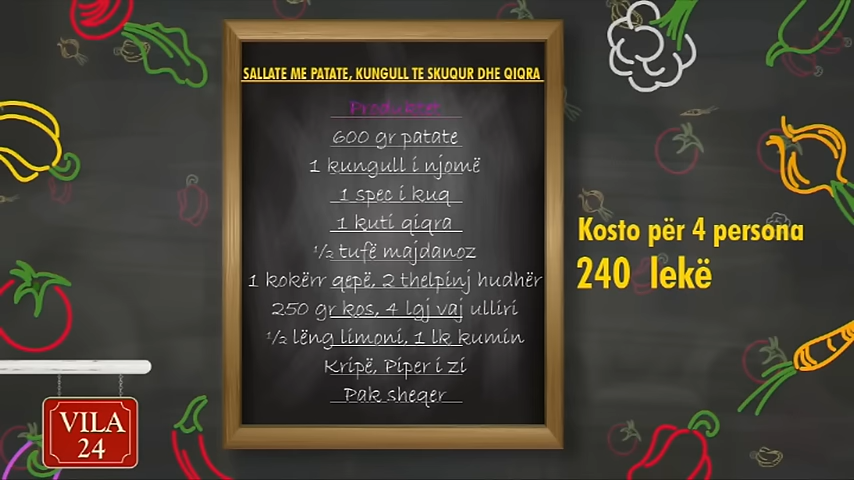 SALLATE ME PATATE, KUNGULL TE SKUQUR DHE QIQRA
Produktet
600 gr patate
1 kungull i njomë
1 spec i kuq
1 kuti qiqra
½ tufë majdanoz
1 kokërr qepë, 2 thelpinj hudhër
250 gr kos, 4 lgj vaj ulliri
½ lëng limoni, 1 lk kumin
Kripë, Piper i zi
Pak sheqer
Kosto për 4 persona
240 lekë
VILA
24